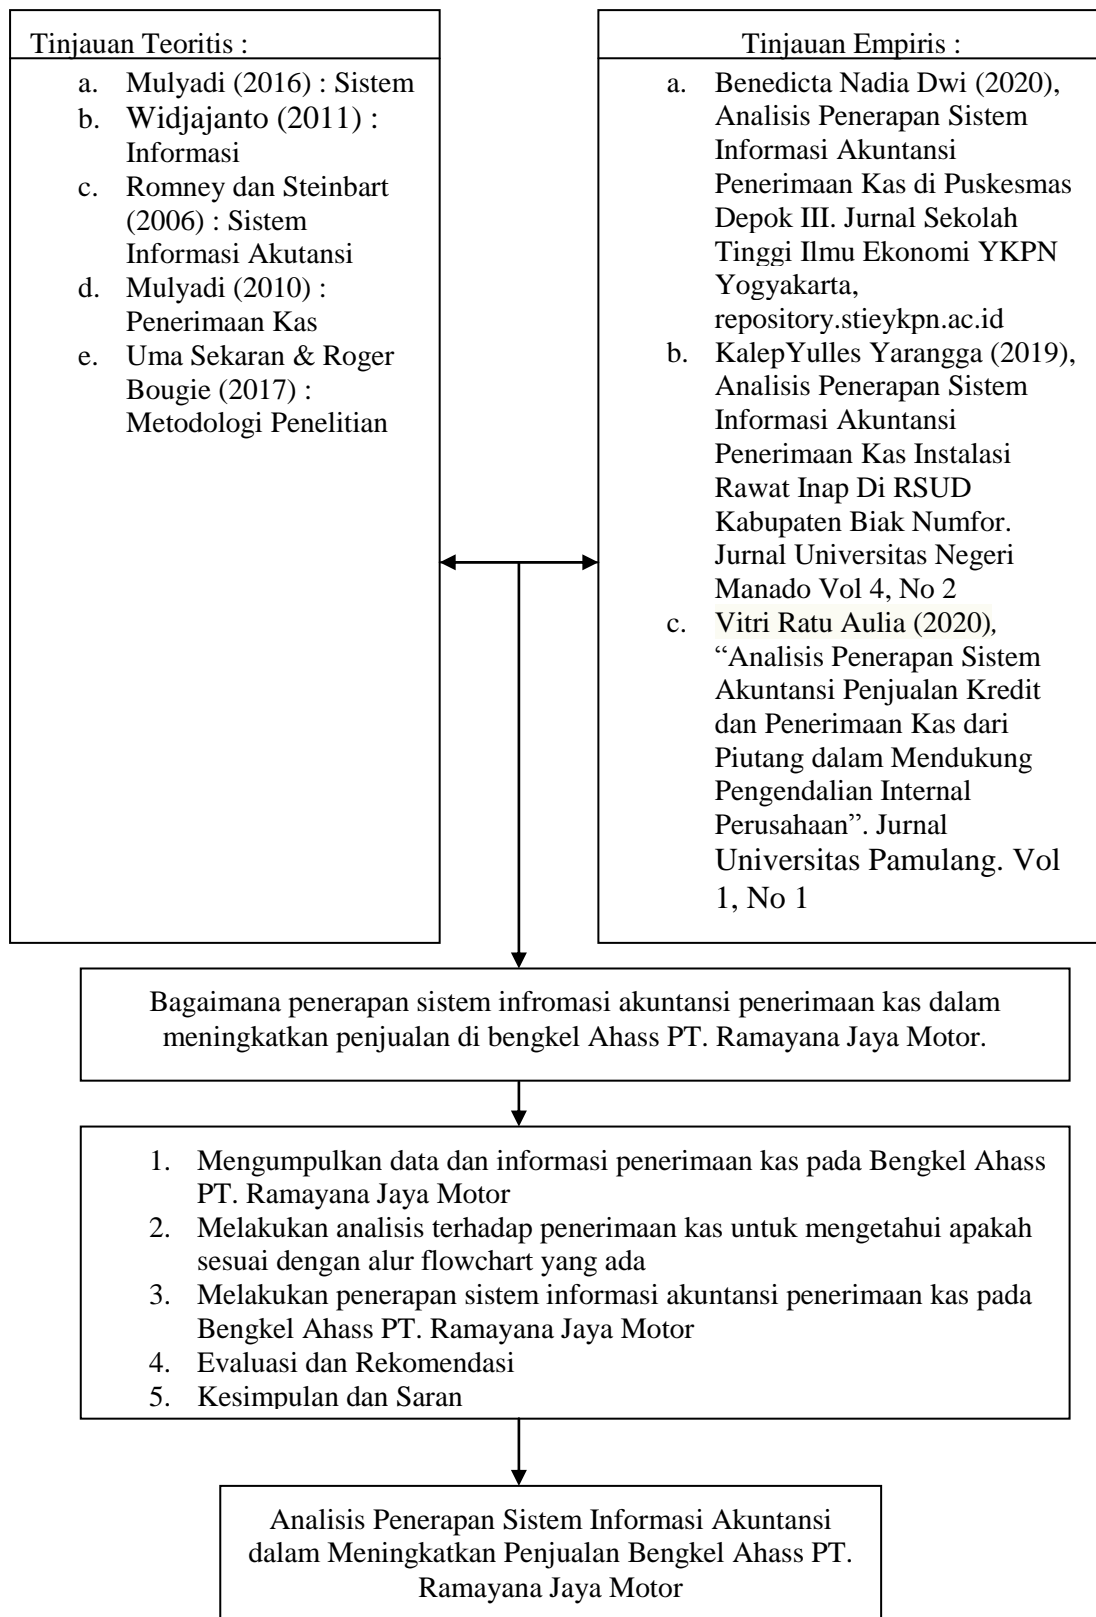 Tinjauan Teoritis :
a. Mulyadi (2016) : Sistem
b. Widjajanto (2011) :
Informasi
c. Romney dan Steinbart
(2006) : Sistem
Informasi Akutansi
d. Mulyadi (2010) :
Penerimaan Kas
e. Uma Sekaran & Roger
Bougie (2017) :
Metodologi Penelitian
Tinjauan Empiris :
a. Benedicta Nadia Dwi (2020),
Analisis Penerapan Sistem
Informasi Akuntansi
Penerimaan Kas di Puskesmas
Depok III. Jurnal Sekolah
Tinggi Ilmu Ekonomi YKPN
Yogyakarta,
repository.stieykpn.ac.id
b. KalepYulles Yarangga (2019),
Analisis Penerapan Sistem
Informasi Akuntansi
Penerimaan Kas Instalasi
Rawat Inap Di RSUD
Kabupaten Biak Numfor.
Jurnal Universitas Negeri
Manado Vol 4, No 2
c. Vitri Ratu Aulia (2020),
“Analisis Penerapan Sistem
Akuntansi Penjualan Kredit
dan Penerimaan Kas dari
Piutang dalam Mendukung
Pengendalian Internal
Perusahaan”. Jurnal
Universitas Pamulang. Vol
1, No 1
Bagaimana penerapan sistem infromasi akuntansi penerimaan kas dalam
meningkatkan penjualan di bengkel Ahass PT. Ramayana Jaya Motor.
1. Mengumpulkan data dan informasi penerimaan kas pada Bengkel Ahass
PT. Ramayana Jaya Motor
2. Melakukan analisis terhadap penerimaan kas untuk mengetahui apakah
sesuai dengan alur flowchart yang ada
3. Melakukan penerapan sistem informasi akuntansi penerimaan kas pada
Bengkel Ahass PT. Ramayana Jaya Motor
4. Evaluasi dan Rekomendasi
5. Kesimpulan dan Saran
Analisis Penerapan Sistem Informasi Akuntansi
dalam Meningkatkan Penjualan Bengkel Ahass PT.
Ramayana Jaya Motor